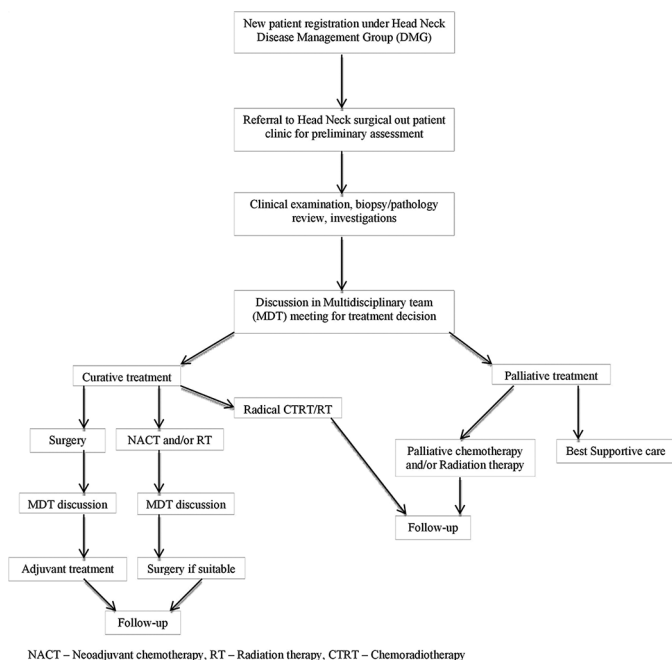 New patient registration under Head Neck
Disease Management Group (DMG)
Referral to Head Neck surgical out patient
clinic for preliminary assessment
Clinical examination, biopsy/pathology
review, investigations
Discussion in Multidisciplinary team
(MDT) meeting for treatment decision
Curative treatment
Palliative treatment
Radical CTRT/RT
Surgery
NACT and/or RT
Palliative chemotherapy
and/or Radiation therapy
Best Supportive care
MDT discussion
MDT discussion
Follow-up
Adjuvant treatment
Surgery if suitable
Follow-up
NACT – Neoadjuvant chemotherapy, RT – Radiation therapy, CTRT – Chemoradiotherapy